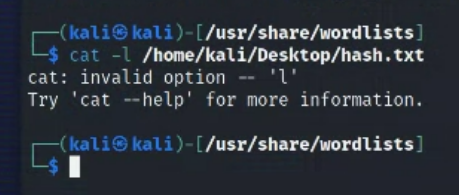 ┌──(kali㉿kali)-[/usr/share/wordlists]
└─$ cat -l /home/kali/Desktop/hash.txt
cat: invalid option -- 'l'
Try 'cat --help' for more information.
┌──(kali㉿kali)-[/usr/share/wordlists]
└─$